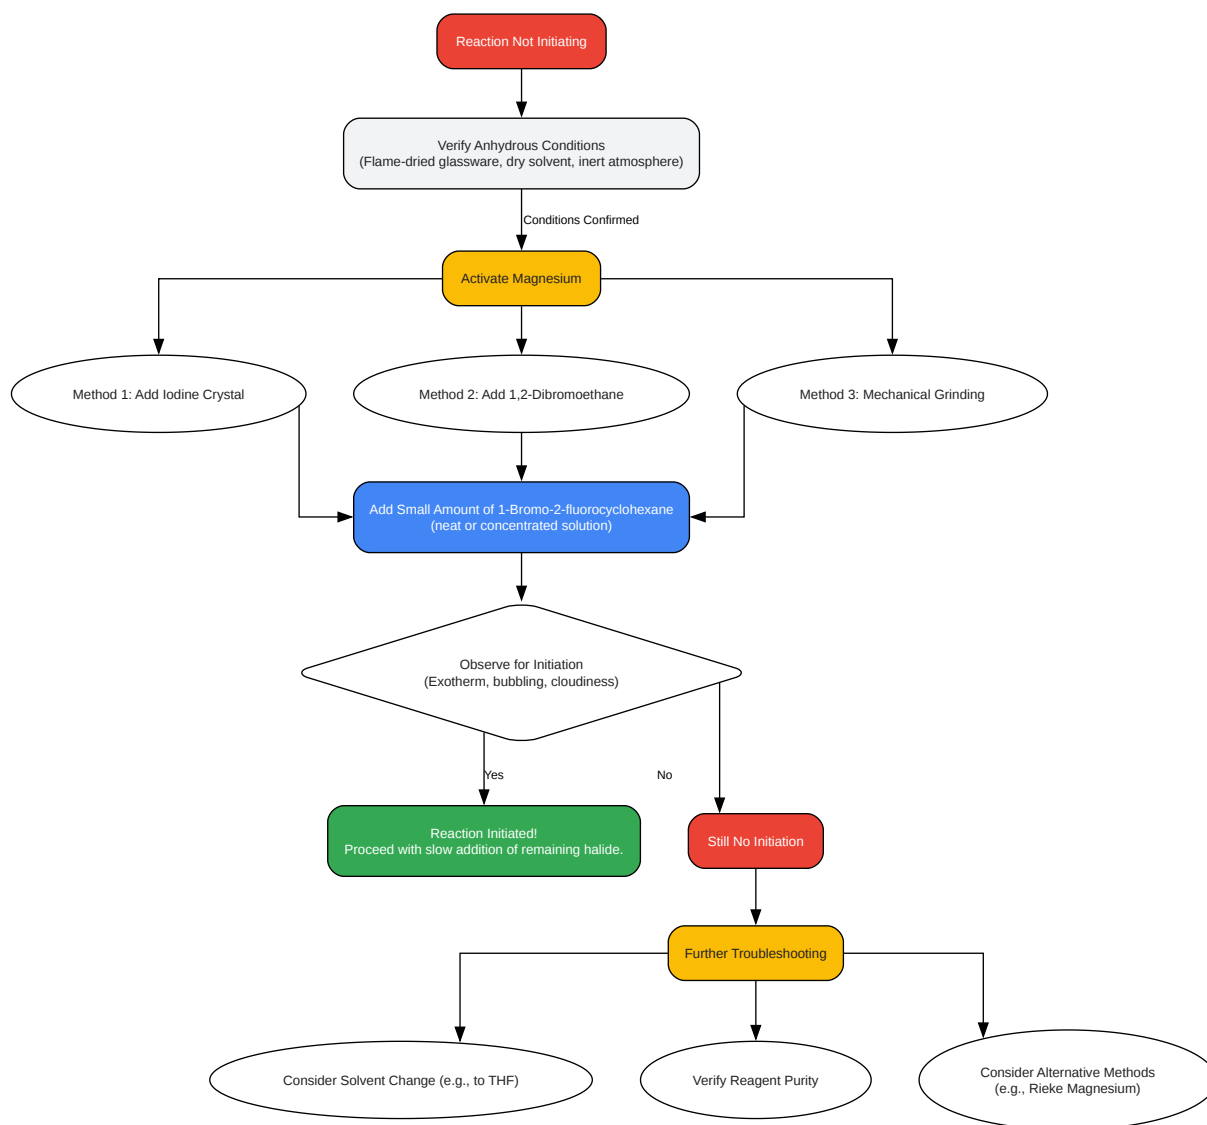 Reaction Not Initiating
Verify Anhydrous Conditions
(Flame-dried glassware, dry solvent, inert atmosphere)
Conditions Confirmed
Activate Magnesium
Method 1: Add Iodine Crystal
Method 2: Add 1,2-Dibromoethane
Method 3: Mechanical Grinding
Add Small Amount of 1-Bromo-2-fluorocyclohexane
(neat or concentrated solution)
Observe for Initiation
(Exotherm, bubbling, cloudiness)
Yes
No
Reaction Initiated!
Proceed with slow addition of remaining halide.
Still No Initiation
Further Troubleshooting
Consider Solvent Change (e.g., to THF)
Verify Reagent Purity
Consider Alternative Methods
(e.g., Rieke Magnesium)